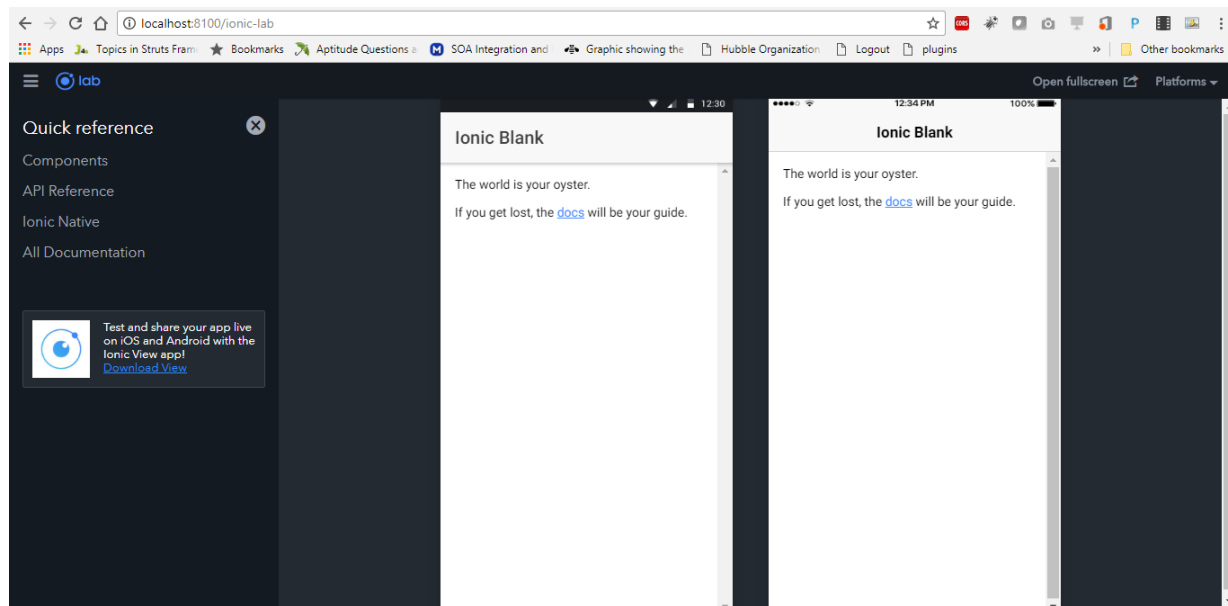 localhost:8100/ionic-lab
CORS
P
Apps Topics in Struts Fram Bookmarks Aptitude Questions a M SOA Integration and Graphic showing the Hubble Organization Logout plugins » Other bookmarks
lab
Open fullscreen Platforms
Quick reference
Components
API Reference
Ionic Native
All Documentation
Test and share your app live
on iOS and Android with the
Ionic View app!
Download View
12:30
Ionic Blank
The world is your oyster.
If you get lost, the docs will be your guide.
12:34 PM 100%
Ionic Blank
The world is your oyster.
If you get lost, the docs will be your guide.